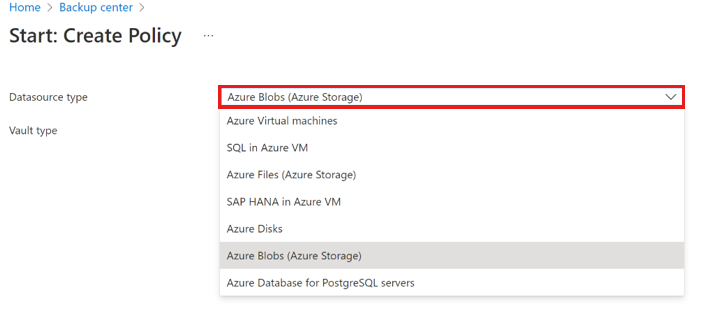 Home > Backup center >
Start: Create Policy ...
Datasource type
Azure Blobs (Azure Storage)
Vault type
Azure Virtual machines
SQL in Azure VM
Azure Files (Azure Storage)
SAP HANA in Azure VM
Azure Disks
Azure Blobs (Azure Storage)
Azure Database for PostgreSQL servers